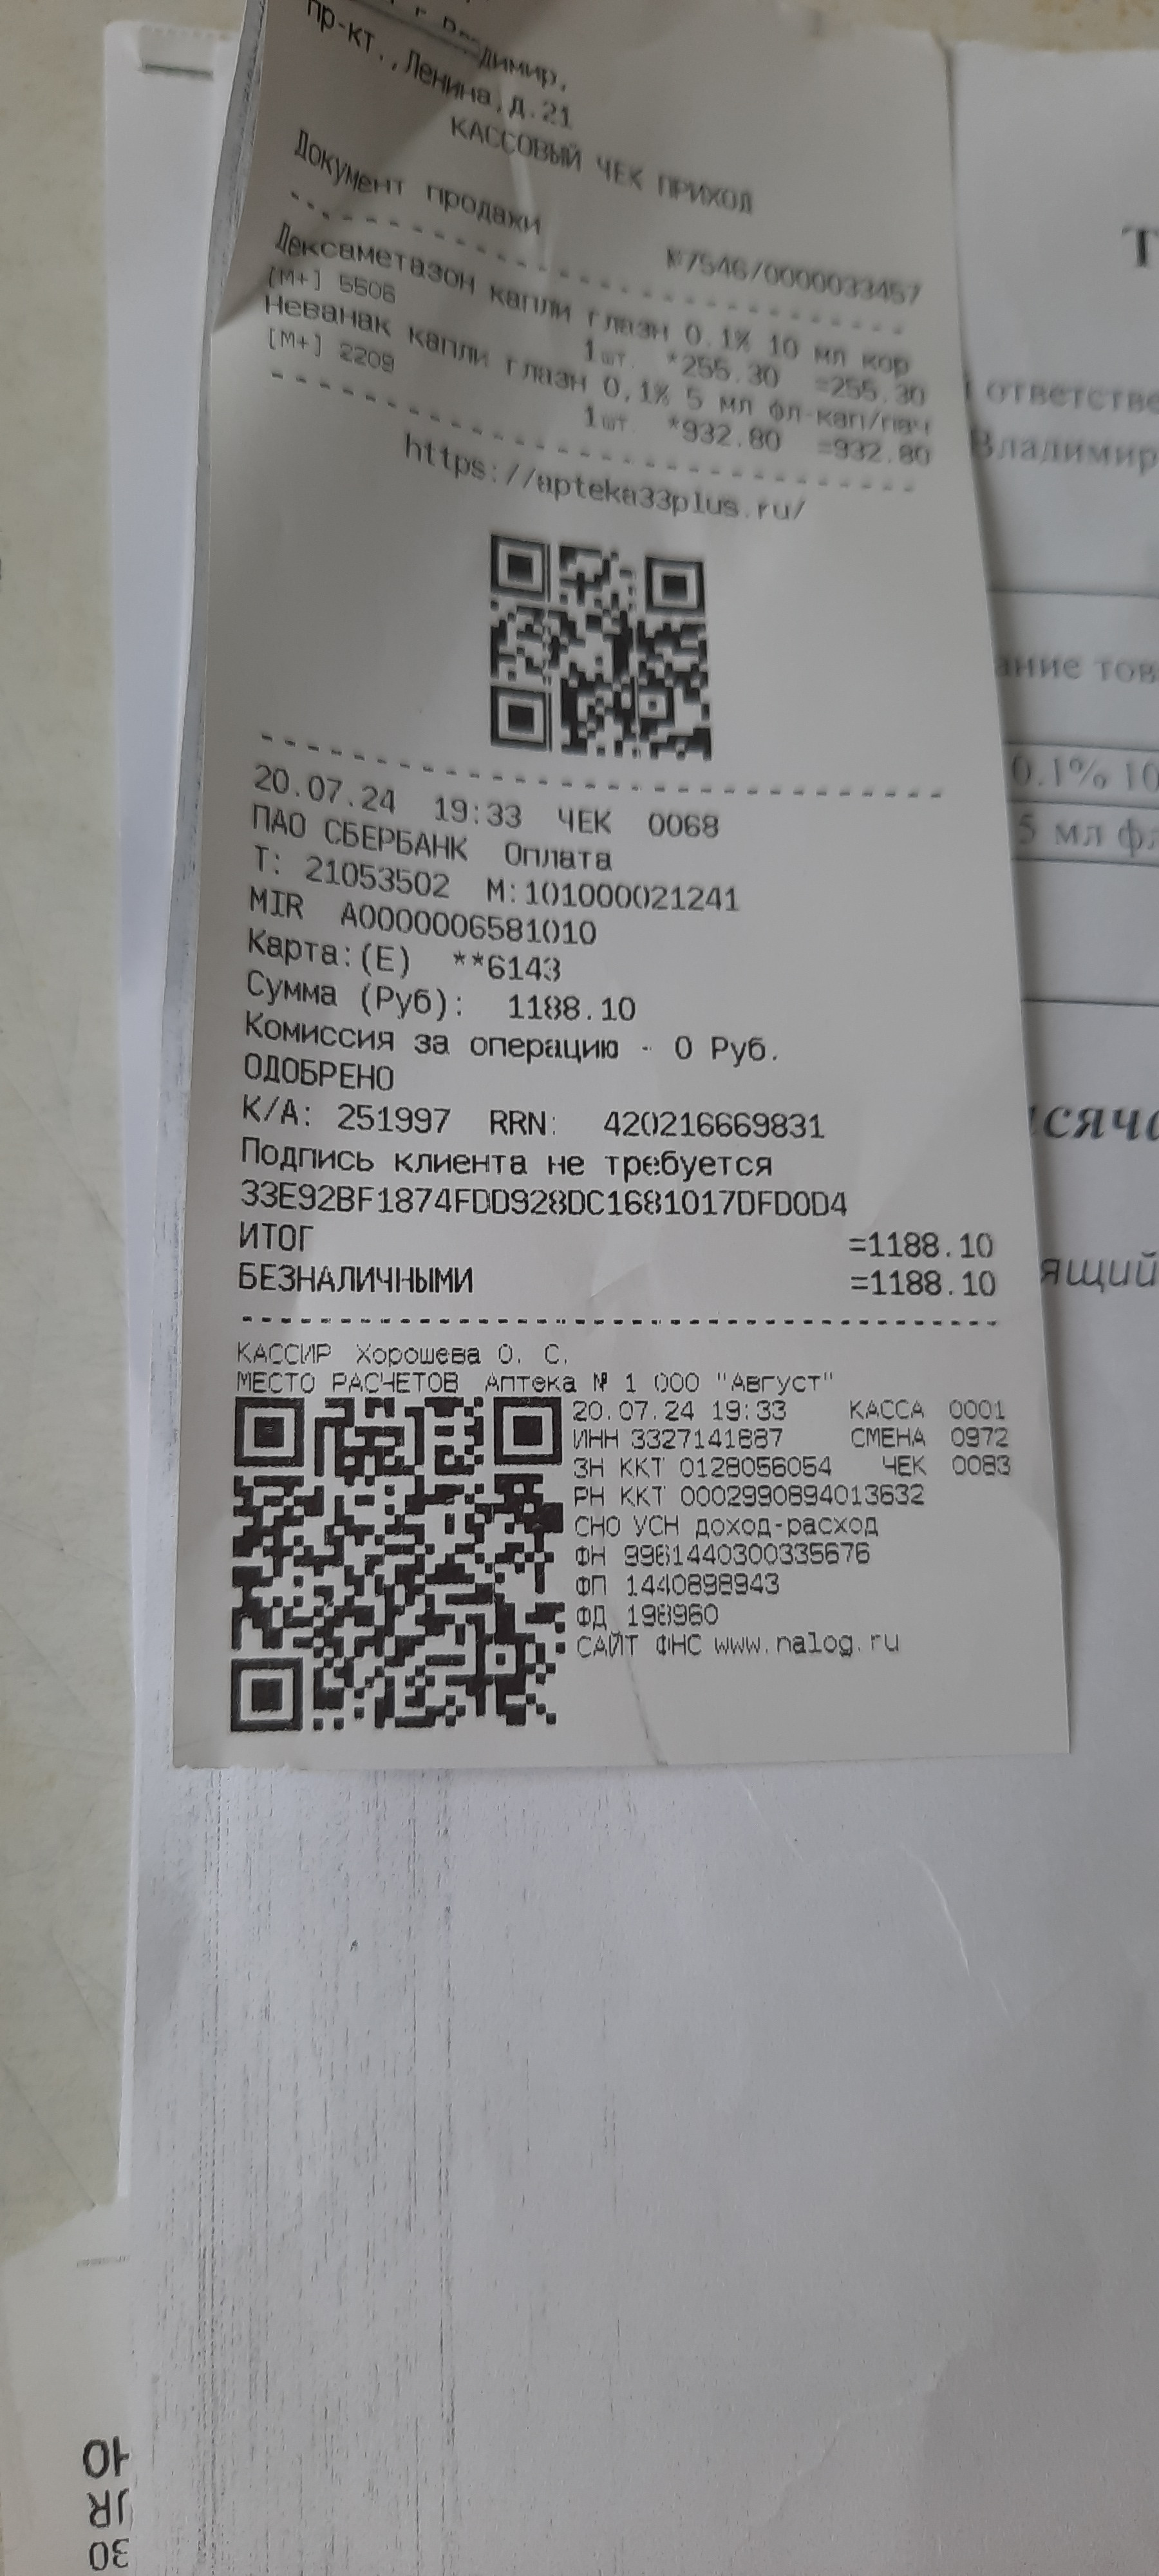 Владимир,
пр-кт.,Ленина,д.21
КАССОВЫЙ ЧЕК ПРИХОД
Документ продажи
№7546/0000033457
Дексаметазон капли глазн 0.1% 10 мл кор
[М+] 5506
1шт. *255.30 =255.30
Неванак капли глазн 0,1% 5 мл фл-кап/пач
[М+] 2209
1шт. *932.80 =932.80
https://apteka33plus.ru/
20.07.24 19:33 ЧЕК 0068
ПАО СБЕРБАНК Оплата
Т: 21053502 М:101000021241
MIR A0000006581010
Карта:(E) **6143
Сумма (Руб): 1188.10
Комиссия за операцию - 0 Руб.
ОДОБРЕНО
К/А: 251997 RRN: 420216669831
Подпись клиента не требуется
33E92BF1874FDD928DC1681017DFD0D4
ИТОГ =1188.10
БЕЗНАЛИЧНЫМИ =1188.10
КАССИР Хорошева О. С.
МЕСТО РАСЧЕТОВ Аптека № 1 ООО "Август"
20.07.24 19:33 КАССА 0001
ИНН 3327141887 СМЕНА 0972
ЗН ККТ 0128056054 ЧЕК 0083
РН ККТ 0002990894013632
СНО УСН доход-расход
ФН 9961440300335676
ФП 1440898943
ФД 198960
САЙТ ФНС www.nalog.ru
Т
ответстве
Владимир
ание тов
0.1% 10
5 мл фл
сяча
ящий